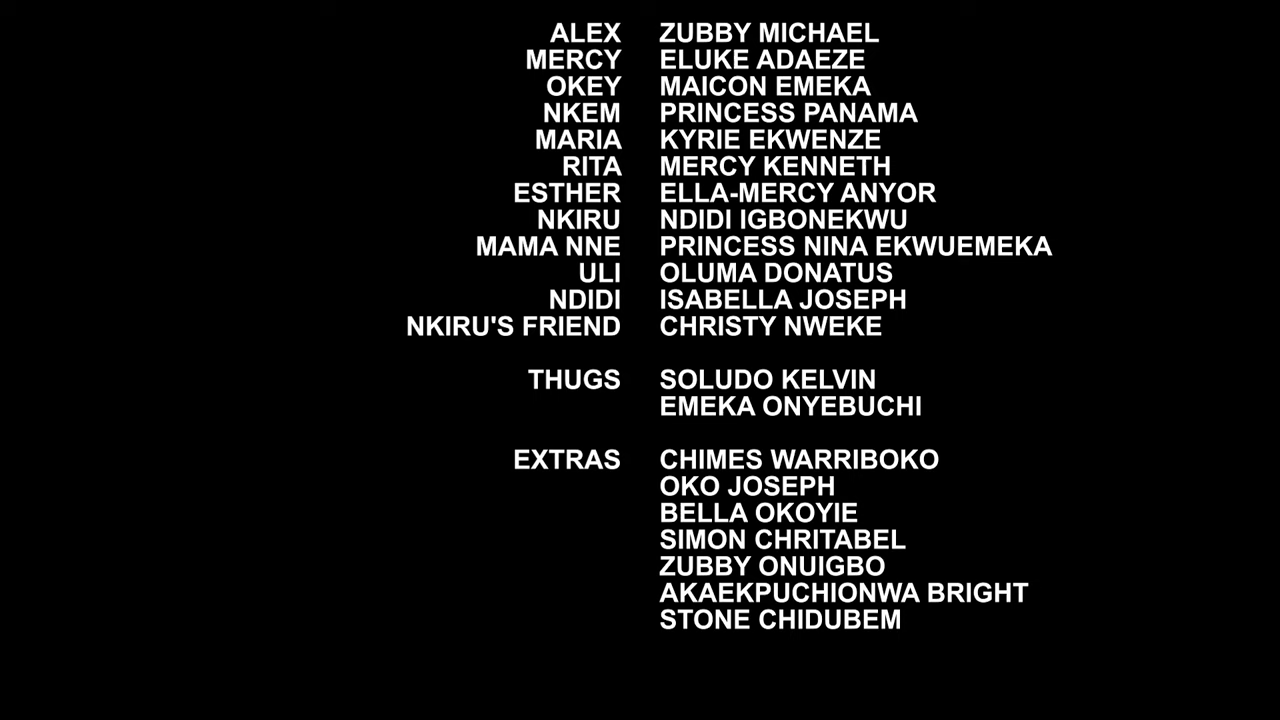 ALEX ZUBBY MICHAEL
MERCY ELUKE ADAEZE
OKEY MAICON EMEKA
NKEM PRINCESS PANAMA
MARIA KYRIE EKWENZE
RITA MERCY KENNETH
ESTHER ELLA-MERCY ANYOR
NKIRU NDIDI IGBONEKWU
MAMA NNE PRINCESS NINA EKWUEMEKA
ULI OLUMA DONATUS
NDIDI ISABELLA JOSEPH
NKIRU'S FRIEND CHRISTY NWEKE
THUGS SOLUDO KELVIN
EMEKA ONYEBUCHI
EXTRAS CHIMES WARRIBOKO
OKO JOSEPH
BELLA OKOYIE
SIMON CHRITABEL
ZUBBY ONUIGBO
AKAEKPUCHIONWA BRIGHT
STONE CHIDUBEM